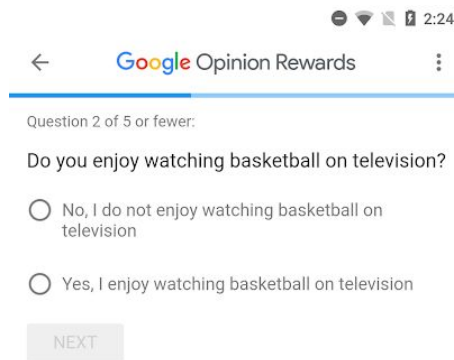 2:24
Google Opinion Rewards
Question 2 of 5 or fewer:
Do you enjoy watching basketball on television?
No, I do not enjoy watching basketball on
television
Yes, I enjoy watching basketball on television
NEXT